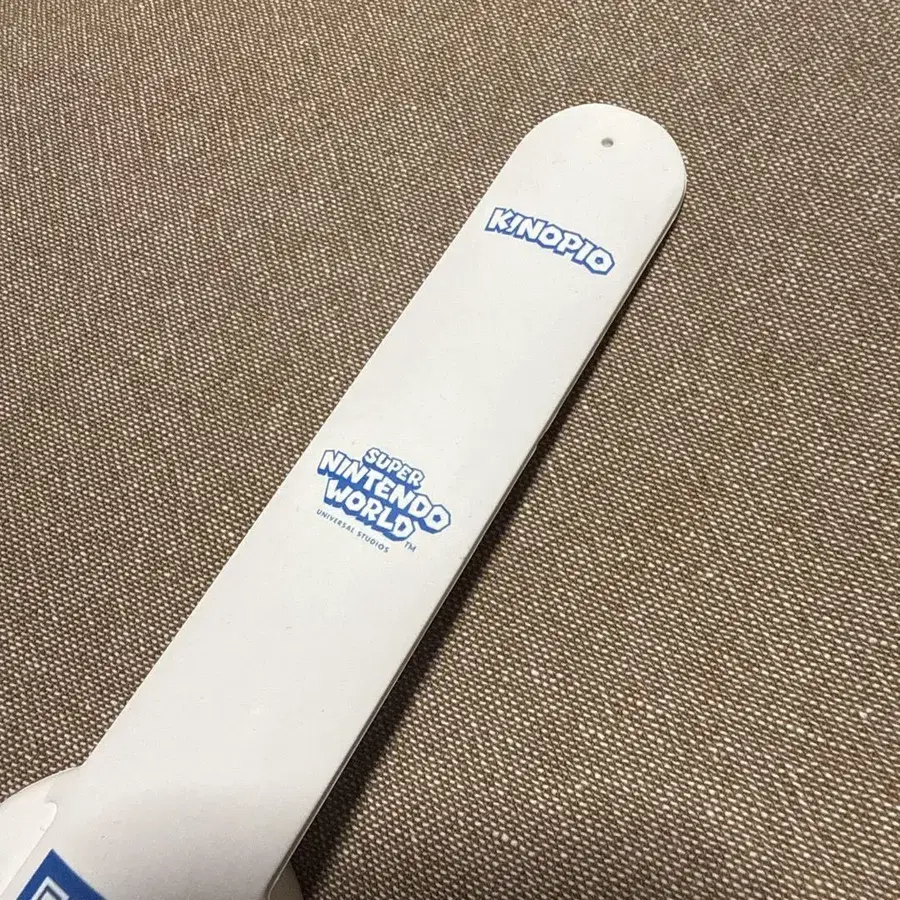 KINOPIO
SUPER
NINTENDO
WORLD
UNIVERSAL STUDIOS
TM